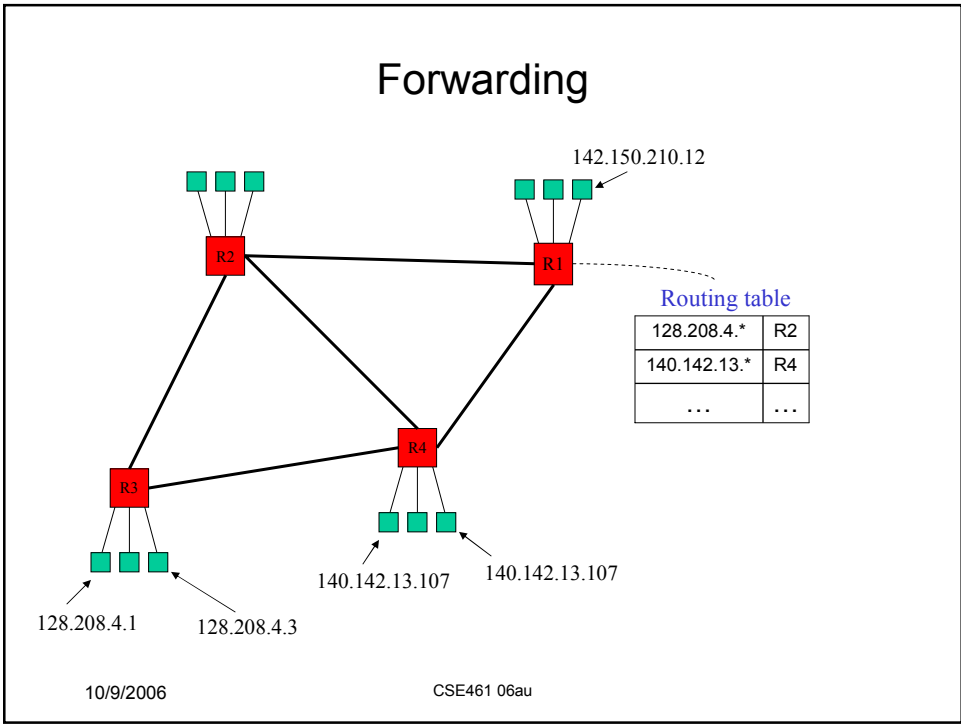 Forwarding
142.150.210.12
R2
R1
Routing table
128.208.4.* R2
140.142.13.* R4
... ...
R4
R3
140.142.13.107
140.142.13.107
128.208.4.1
128.208.4.3
10/9/2006
CSE461 06au